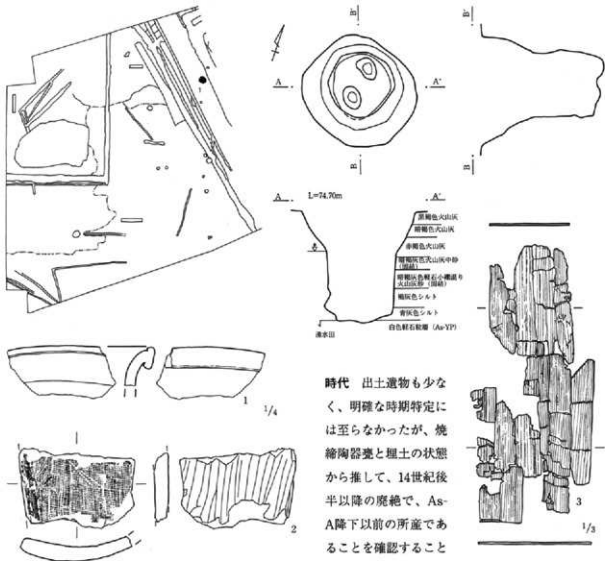 B'
B'
A
A'
B
B
A
L=74.70m
A'
黒褐色火山灰
暗褐色火山灰
赤褐色火山灰
暗褐灰色火山灰中砂
(固結)
暗褐灰色軽石小礫混り
火山灰砂(固結)
褐灰色シルト
青灰色シルト
白色軽石粗層 (As-YP)
湧水田
1
1/4
2
時代 出土遺物も少な
く、明確な時期特定に
は至らなかったが、焼
締陶器甕と埋土の状態
から推して、14世紀後
半以降の廃絶で、As-
A降下以前の所産であ
ることを確認すること
3
1/3